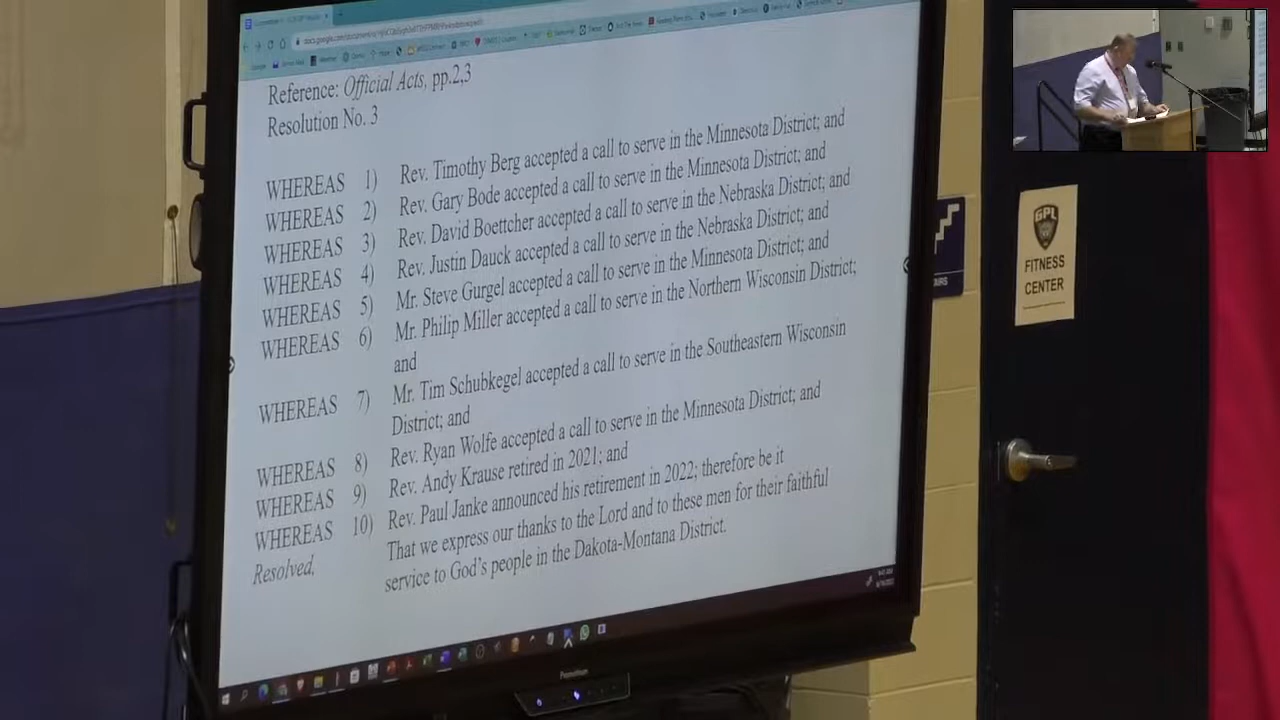 Reference: Official Acts, pp.2,3
Resolution No. 3
WHEREAS 1) Rev. Timothy Berg accepted a call to serve in the Minnesota District; and
WHEREAS 2) Rev. Gary Bode accepted a call to serve in the Minnesota District; and
WHEREAS 3) Rev. David Boettcher accepted a call to serve in the Nebraska District; and
WHEREAS 4) Rev. Justin Dauck accepted a call to serve in the Nebraska District; and
WHEREAS 5) Mr. Steve Gurgel accepted a call to serve in the Minnesota District; and
WHEREAS 6) Mr. Philip Miller accepted a call to serve in the Northern Wisconsin District;
and
WHEREAS 7) Mr. Tim Schubkegel accepted a call to serve in the Southeastern Wisconsin
District; and
WHEREAS 8) Rev. Ryan Wolfe accepted a call to serve in the Minnesota District; and
WHEREAS 9) Rev. Andy Krause retired in 2021; and
WHEREAS 10) Rev. Paul Janke announced his retirement in 2022; therefore be it
Resolved, That we express our thanks to the Lord and to these men for their faithful
service to God's people in the Dakota-Montana District.
GPL
FITNESS
CENTER
Promethean